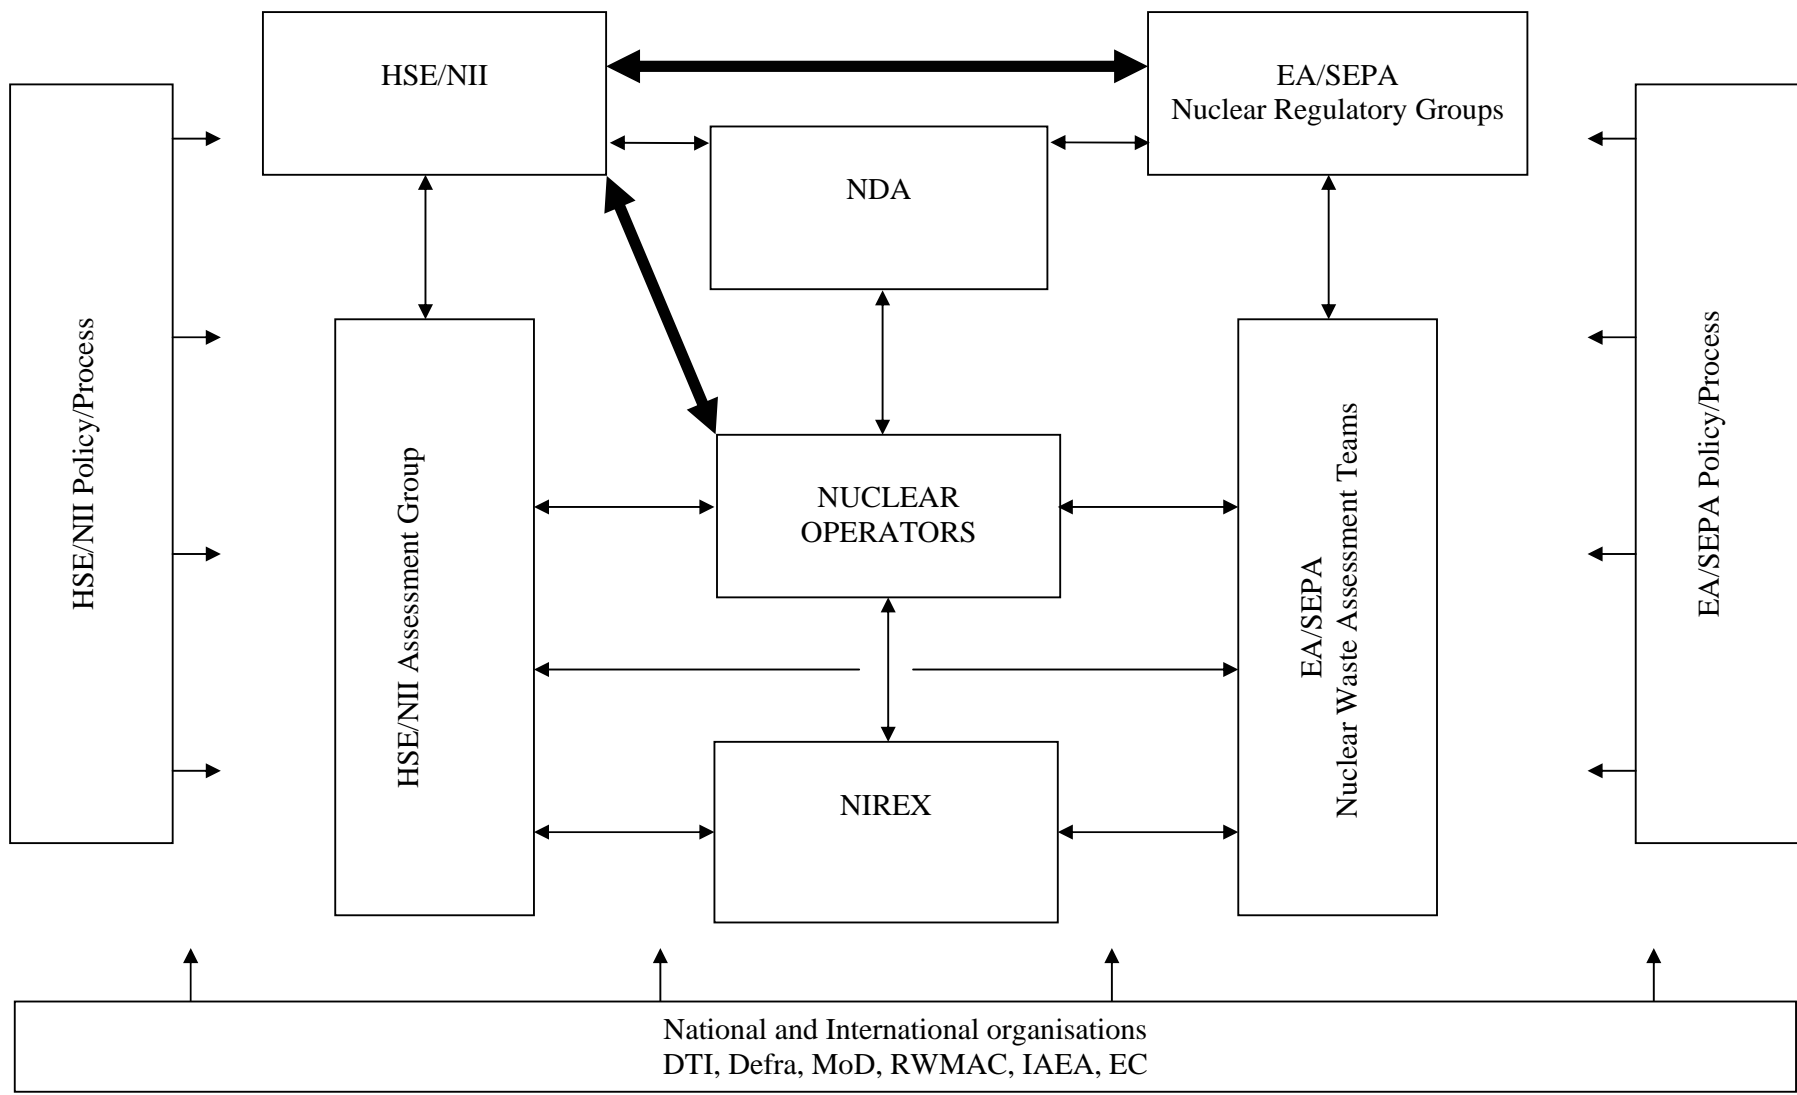 HSE/NII
EA/SEPA
Nuclear Regulatory Groups
NDA
HSE/NII Policy/Process
HSE/NII Assessment Group
NUCLEAR
OPERATORS
EA/SEPA
Nuclear Waste Assessment Teams
EA/SEPA Policy/Process
NIREX
National and International organisations
DTI, Defra, MoD, RWMAC, IAEA, EC